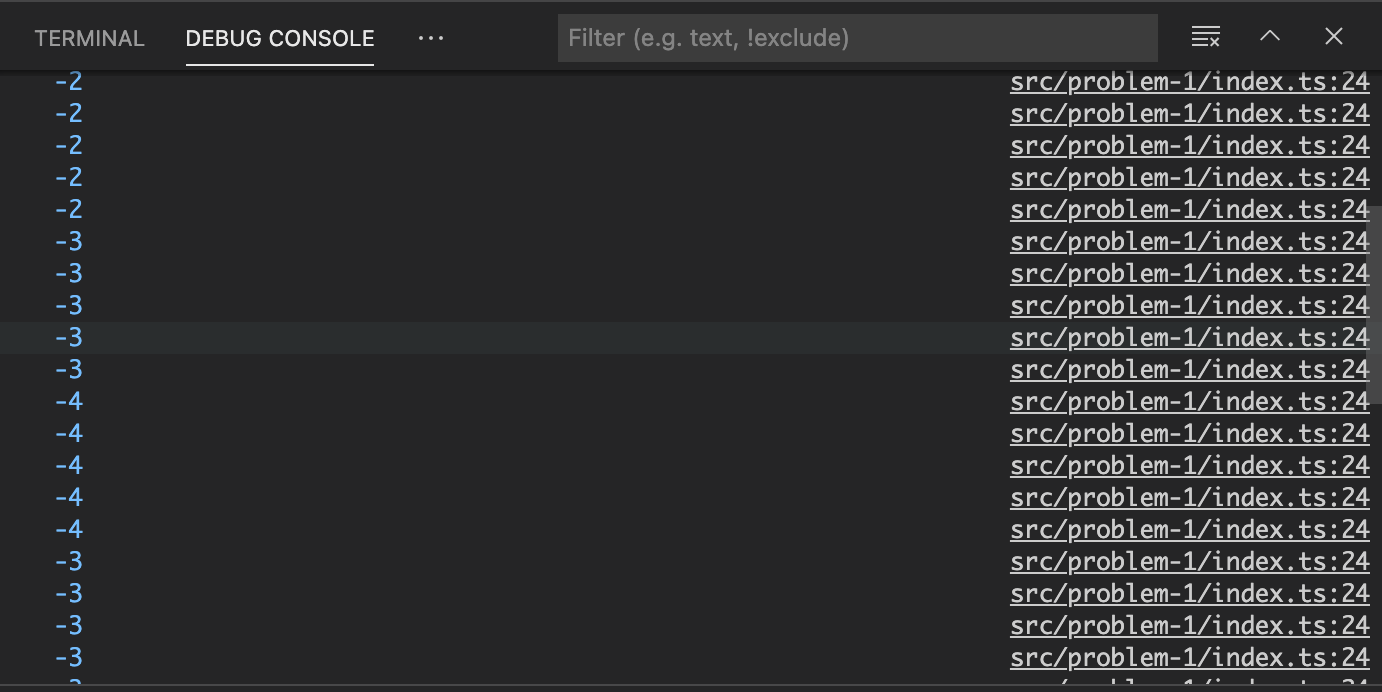 TERMINAL DEBUG CONSOLE ··· Filter (e.g. text, !exclude)
-2 src/problem-1/index.ts:24
-2 src/problem-1/index.ts:24
-2 src/problem-1/index.ts:24
-2 src/problem-1/index.ts:24
-2 src/problem-1/index.ts:24
-3 src/problem-1/index.ts:24
-3 src/problem-1/index.ts:24
-3 src/problem-1/index.ts:24
-3 src/problem-1/index.ts:24
-3 src/problem-1/index.ts:24
-4 src/problem-1/index.ts:24
-4 src/problem-1/index.ts:24
-4 src/problem-1/index.ts:24
-4 src/problem-1/index.ts:24
-4 src/problem-1/index.ts:24
-3 src/problem-1/index.ts:24
-3 src/problem-1/index.ts:24
-3 src/problem-1/index.ts:24
-3 src/problem-1/index.ts:24